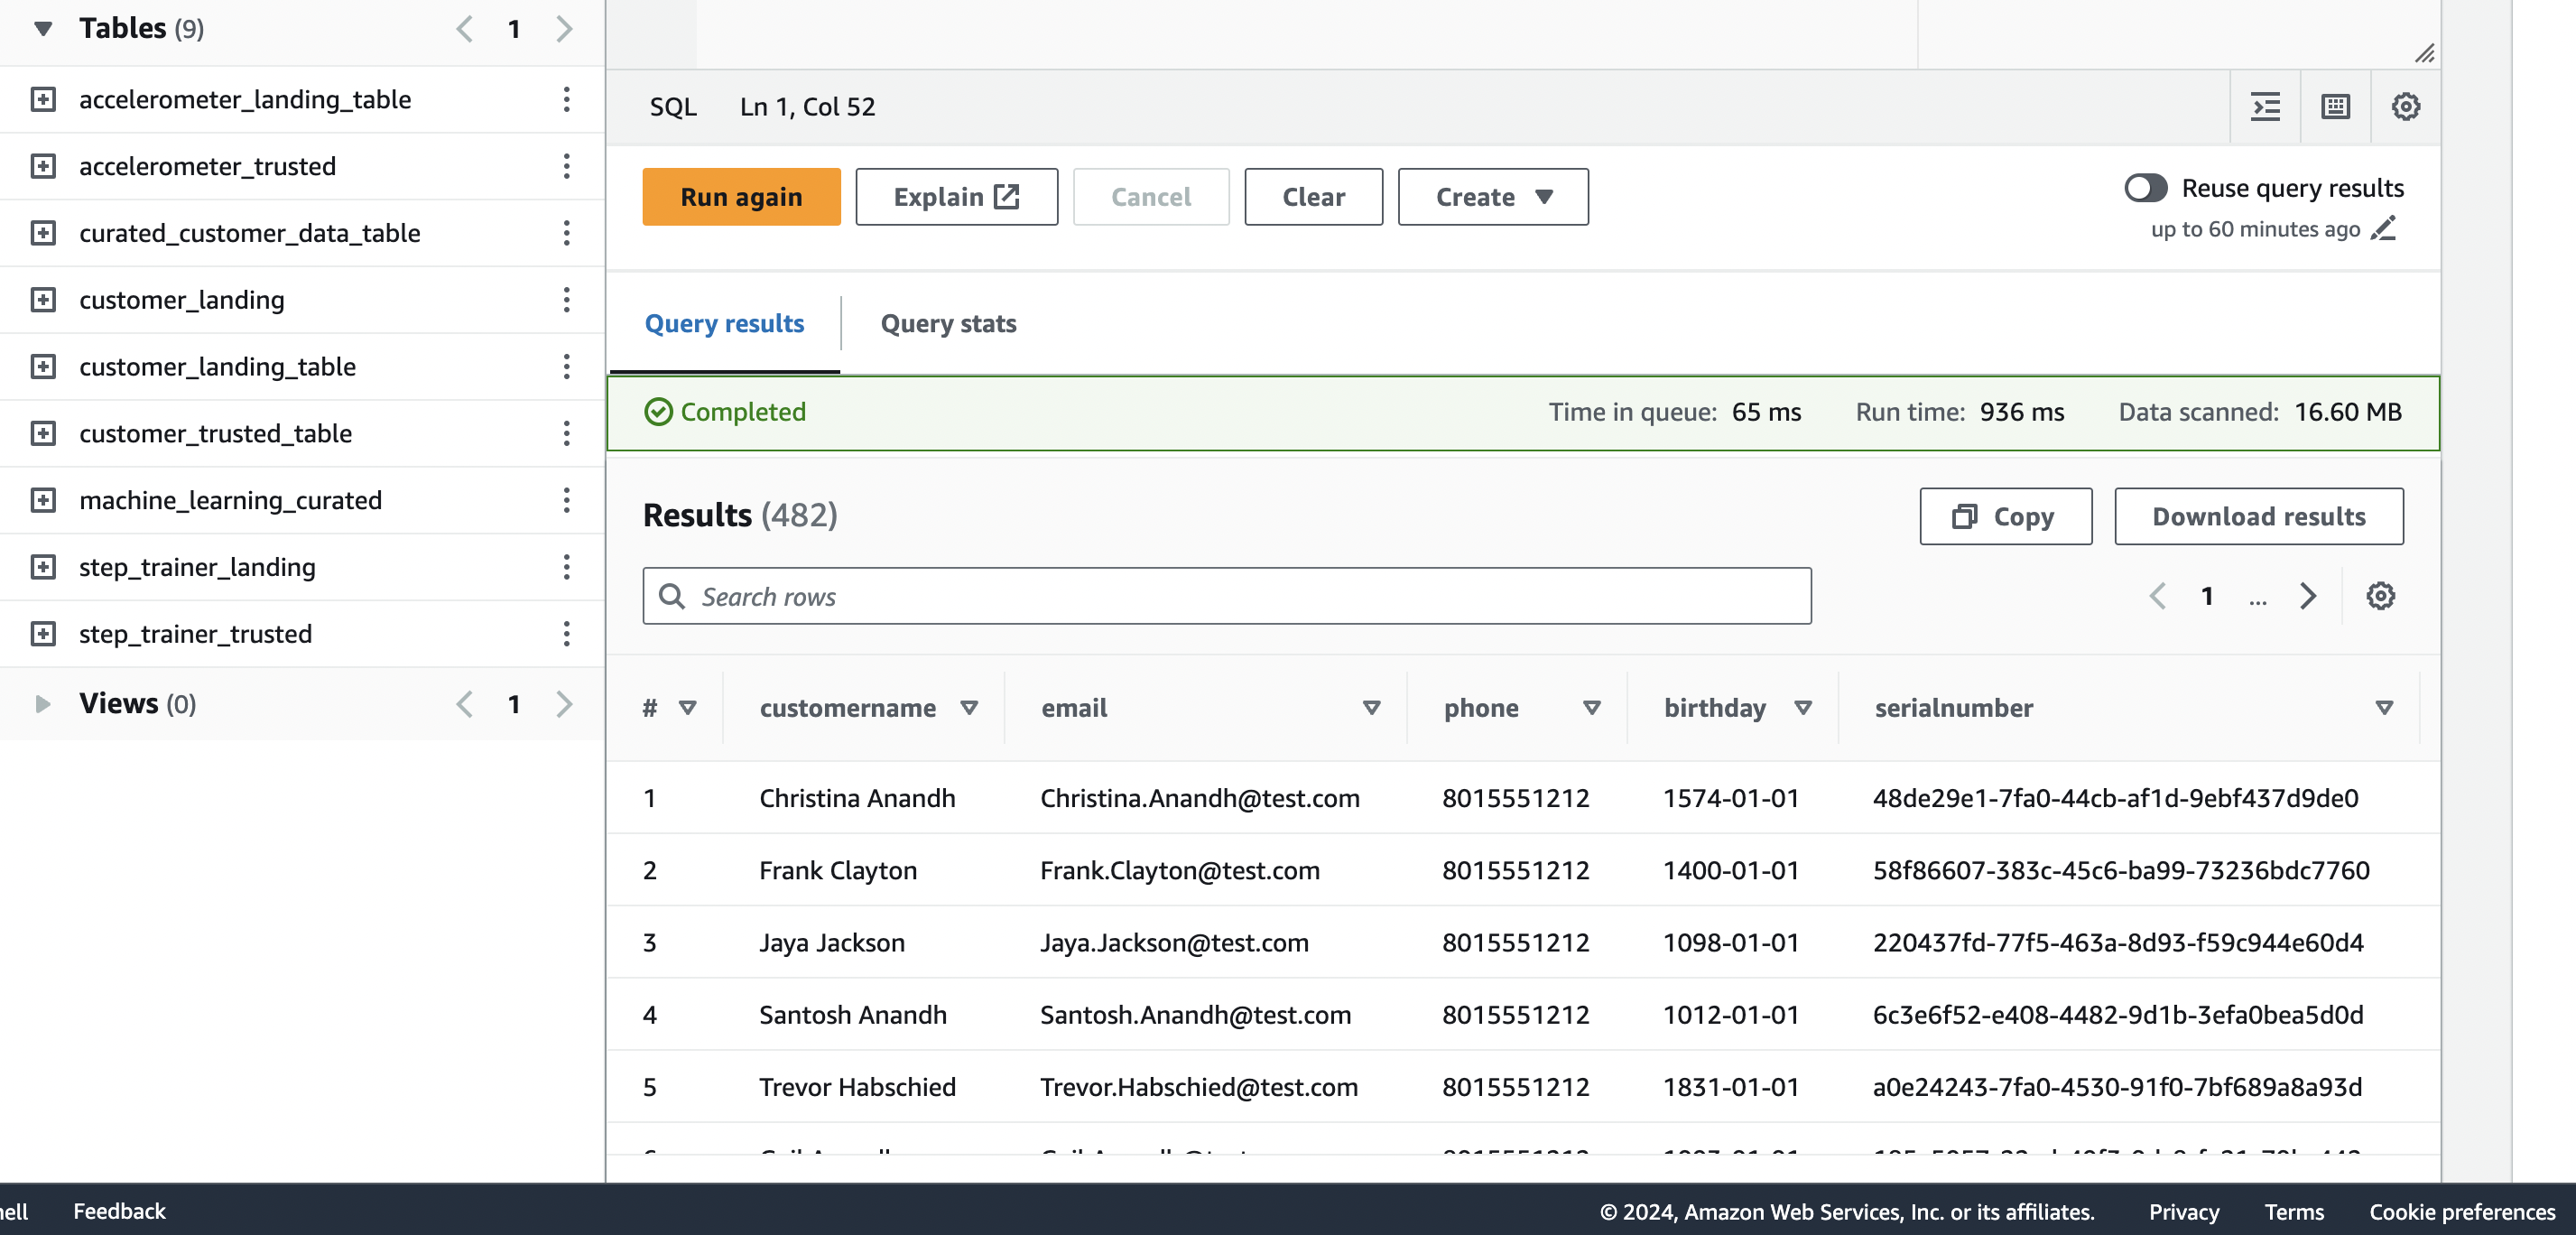 Tables (9) 1
accelerometer_landing_table
accelerometer_trusted
curated_customer_data_table
customer_landing
customer_landing_table
customer_trusted_table
machine_learning_curated
step_trainer_landing
step_trainer_trusted
Views (0) 1
SQL Ln 1, Col 52
Run again Explain Cancel Clear Create
Reuse query results
up to 60 minutes ago
Query results Query stats
Completed Time in queue: 65 ms Run time: 936 ms Data scanned: 16.60 MB
Results (482) Copy Download results
Search rows 1 ...
# customername email phone birthday serialnumber
1 Christina Anandh Christina.Anandh@test.com 8015551212 1574-01-01 48de29e1-7fa0-44cb-af1d-9ebf437d9de0
2 Frank Clayton Frank.Clayton@test.com 8015551212 1400-01-01 58f86607-383c-45c6-ba99-73236bdc7760
3 Jaya Jackson Jaya.Jackson@test.com 8015551212 1098-01-01 220437fd-77f5-463a-8d93-f59c944e60d4
4 Santosh Anandh Santosh.Anandh@test.com 8015551212 1012-01-01 6c3e6f52-e408-4482-9d1b-3efa0bea5d0d
5 Trevor Habschied Trevor.Habschied@test.com 8015551212 1831-01-01 a0e24243-7fa0-4530-91f0-7bf689a8a93d
Feedback © 2024, Amazon Web Services, Inc. or its affiliates. Privacy Terms Cookie preferences